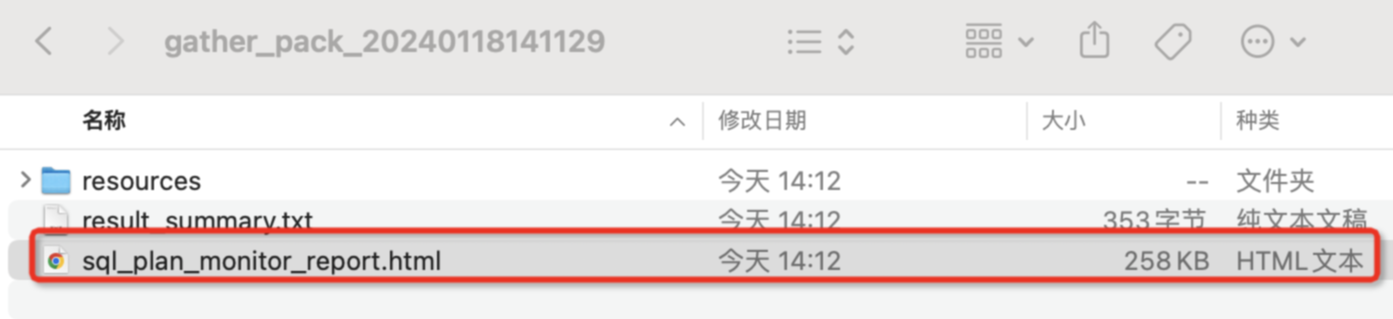 gather_pack_20240118141129
名称 修改日期 大小 种类
resources 今天 14:12 -- 文件夹
result_summary.txt 今天 14:12 353 字节 纯文本文稿
sql_plan_monitor_report.html 今天 14:12 258 KB HTML 文本